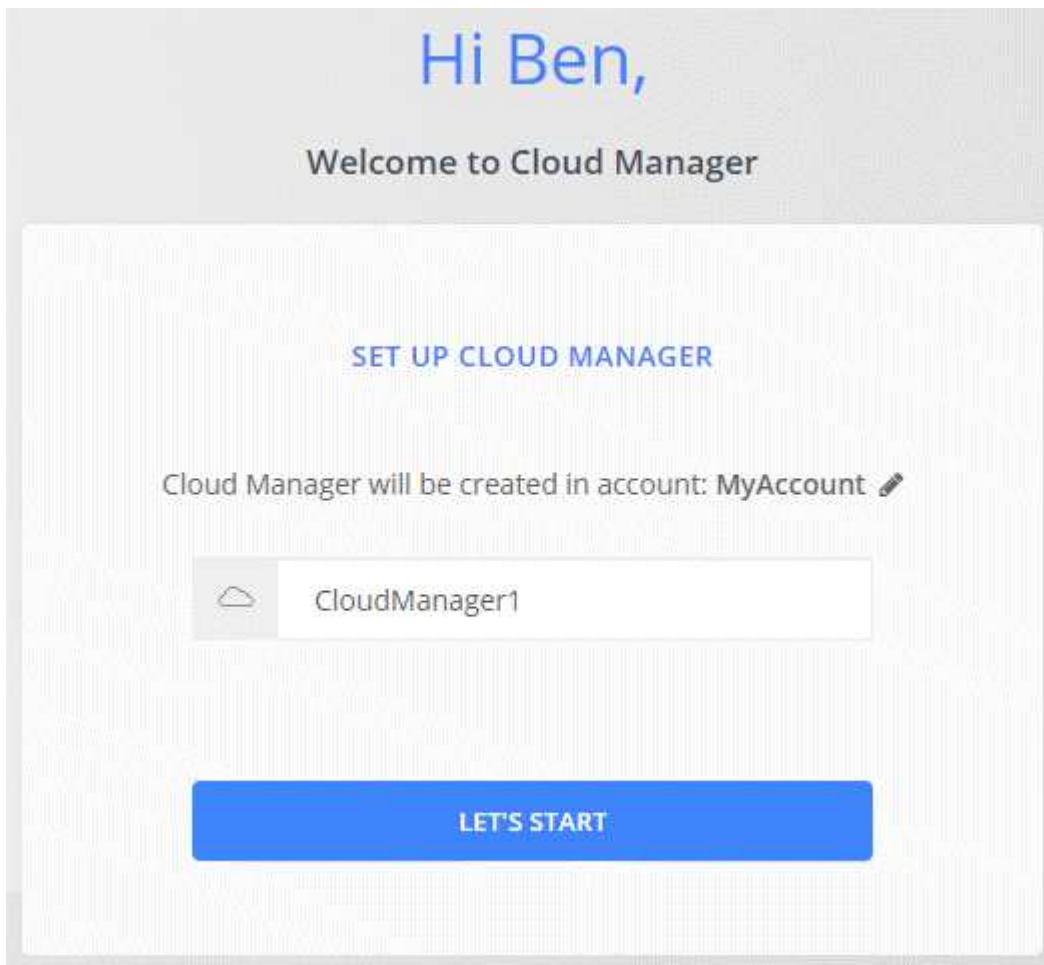 Hi Ben,
Welcome to Cloud Manager
SET UP CLOUD MANAGER
Cloud Manager will be created in account: MyAccount
CloudManager1
LET'S START